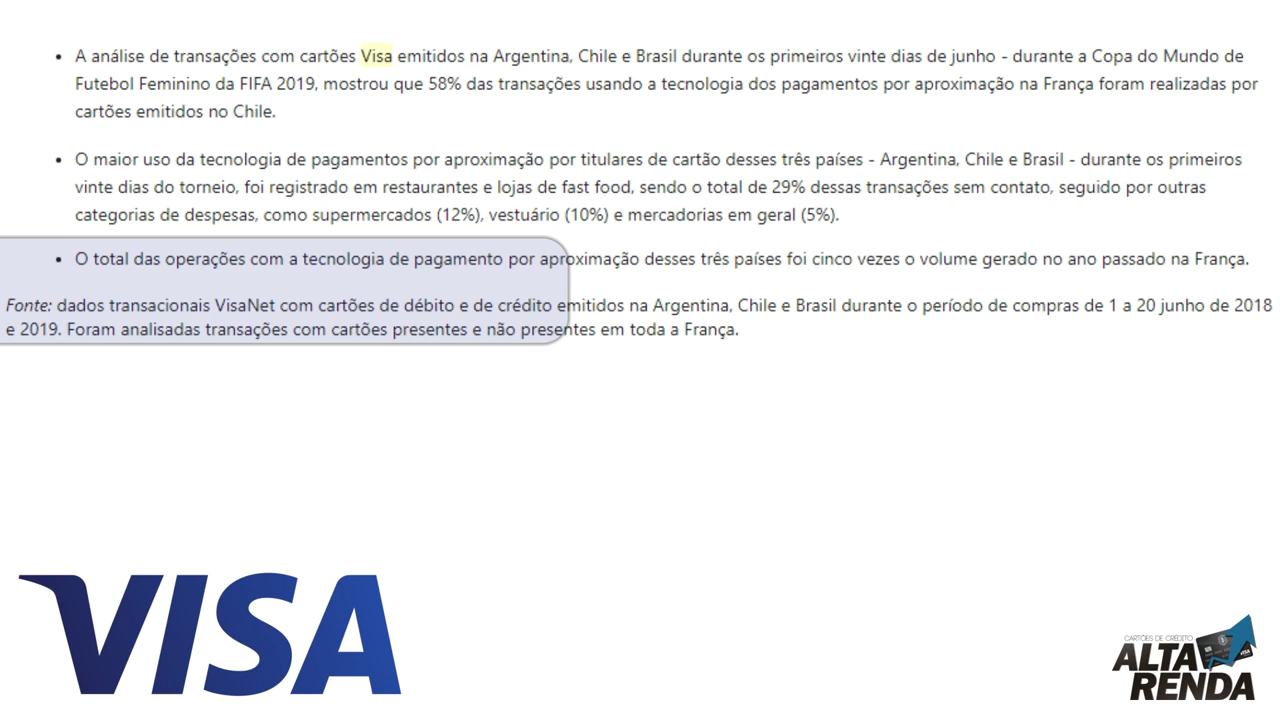 • A análise de transações com cartões Visa emitidos na Argentina, Chile e Brasil durante os primeiros vinte dias de junho - durante a Copa do Mundo de
Futebol Feminino da FIFA 2019, mostrou que 58% das transações usando a tecnologia dos pagamentos por aproximação na França foram realizadas por
cartões emitidos no Chile.
• O maior uso da tecnologia de pagamentos por aproximação por titulares de cartão desses três países - Argentina, Chile e Brasil - durante os primeiros
vinte dias do torneio, foi registrado em restaurantes e lojas de fast food, sendo o total de 29% dessas transações sem contato, seguido por outras
categorias de despesas, como supermercados (12%), vestuário (10%) e mercadorias em geral (5%).
• O total das operações com a tecnologia de pagamento por aproximação desses três países foi cinco vezes o volume gerado no ano passado na França.
Fonte: dados transacionais VisaNet com cartões de débito e de crédito emitidos na Argentina, Chile e Brasil durante o período de compras de 1 a 20 junho de 2018
e 2019. Foram analisadas transações com cartões presentes e não presentes em toda a França.
VISA
CARTÕES DE CRÉDITO
ALTA
RENDA